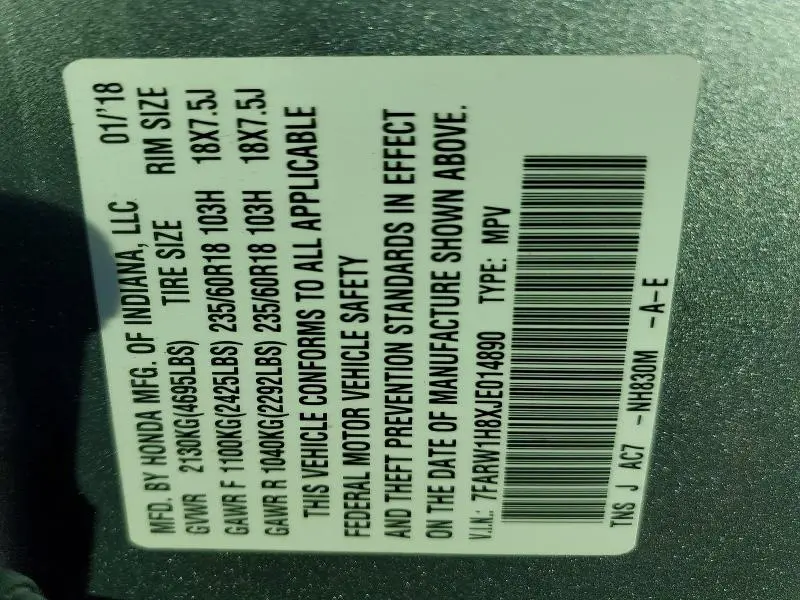 MFD. BY HONDA MFG. OF INDIANA, LLC 01/'18
GVWR 2130KG(4695LBS) TIRE SIZE RIM SIZE
GAWR F 1100KG(2425LBS) 235/60R18 103H 18X7.5J
GAWR R 1040KG(2292LBS) 235/60R18 103H 18X7.5J
THIS VEHICLE CONFORMS TO ALL APPLICABLE
FEDERAL MOTOR VEHICLE SAFETY
AND THEFT PREVENTION STANDARDS IN EFFECT
ON THE DATE OF MANUFACTURE SHOWN ABOVE.
V.I.N.: 7FARW1H8XJE014890 TYPE: MPV
TNS J AC7 -NH830M -A-E